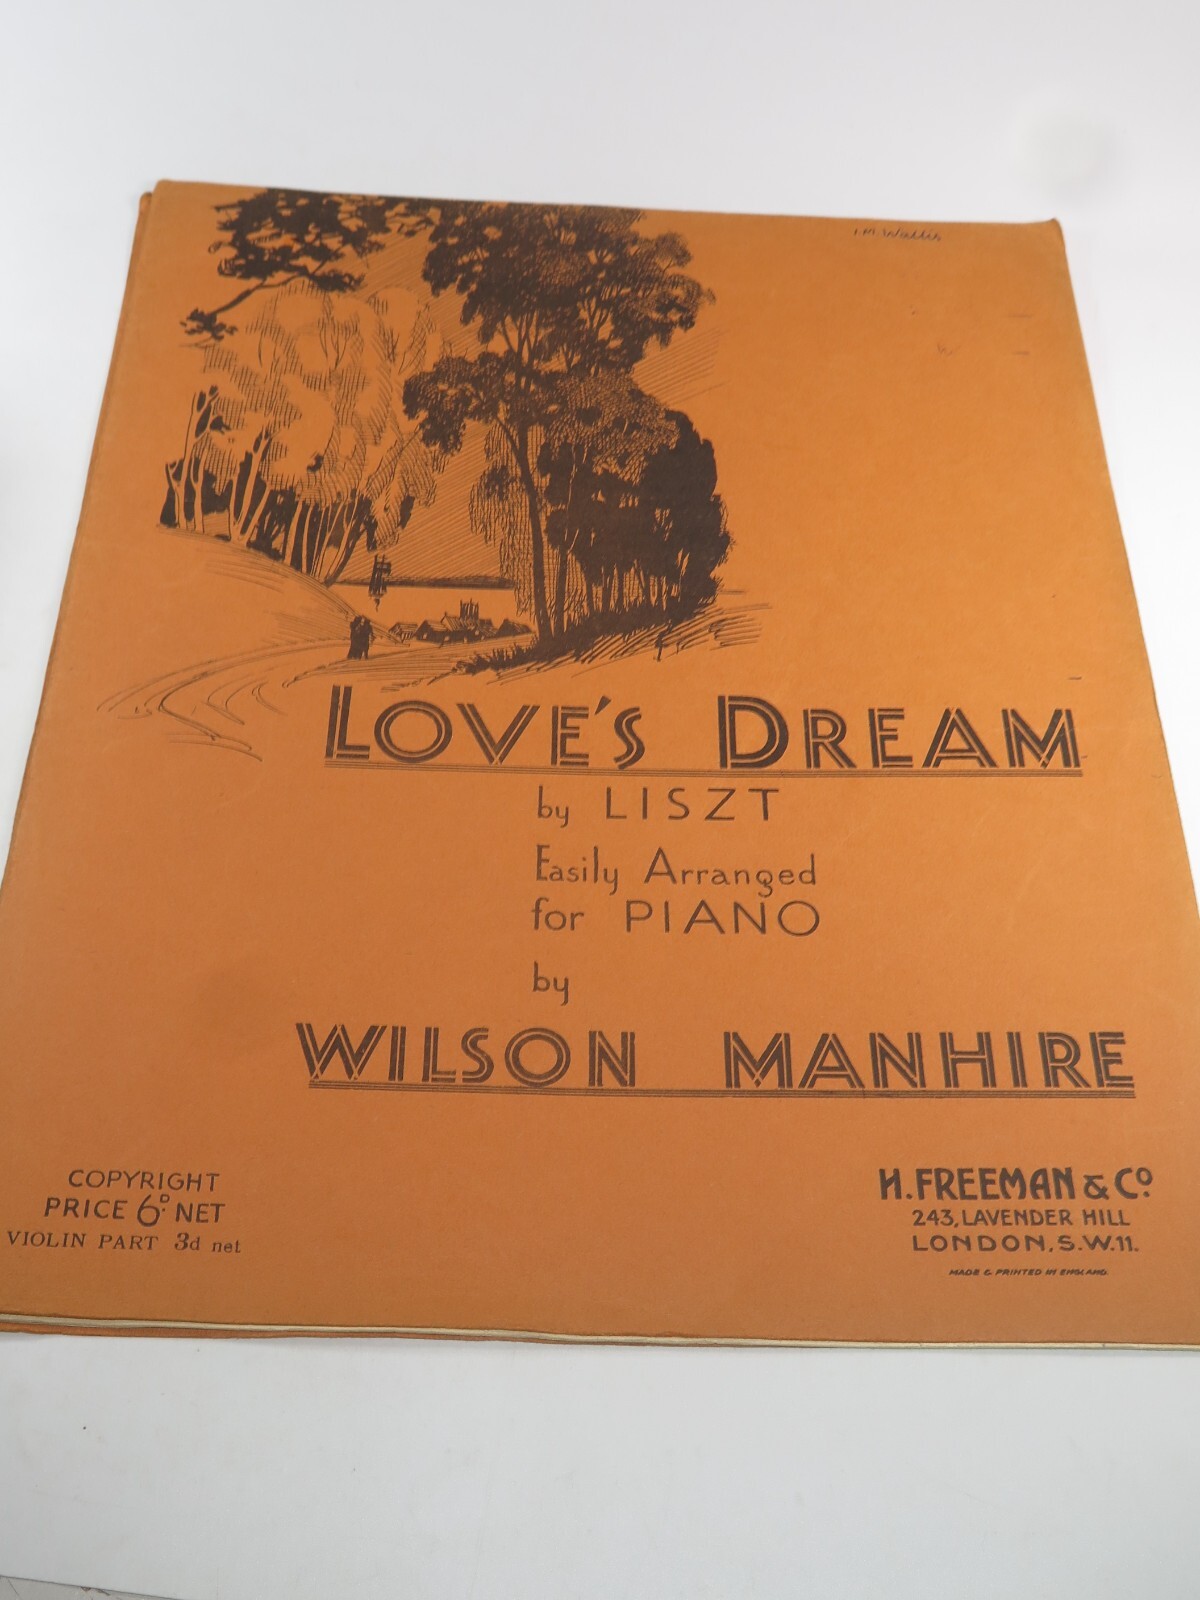 I.M. Wallis
LOVE'S DREAM
by LISZT
Easily Arranged
for PIANO
by
WILSON MANHIRE
COPYRIGHT
PRICE 6D. NET
VIOLIN PART 3d net
H. FREEMAN & CO
243, LAVENDER HILL
LONDON, S.W.11.
MADE & PRINTED IN ENGLAND.